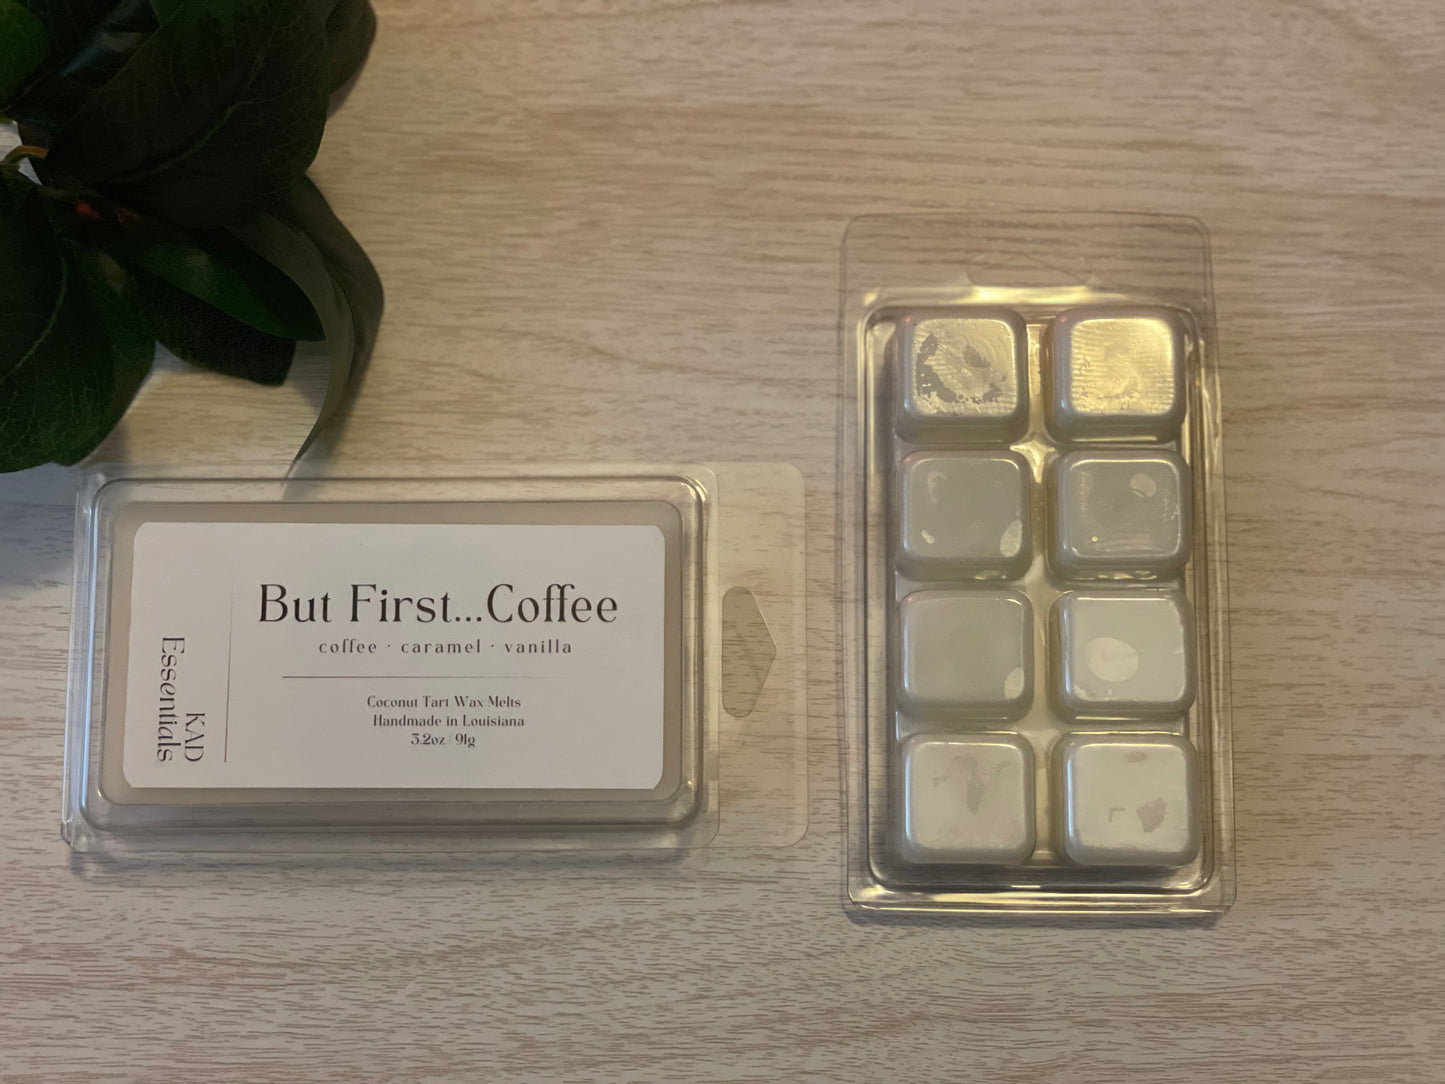 But First...Coffee
coffee · caramel · vanilla
Coconut Tart Wax Melts
Handmade in Louisiana
3.2oz | 91g
KAD
Essentials